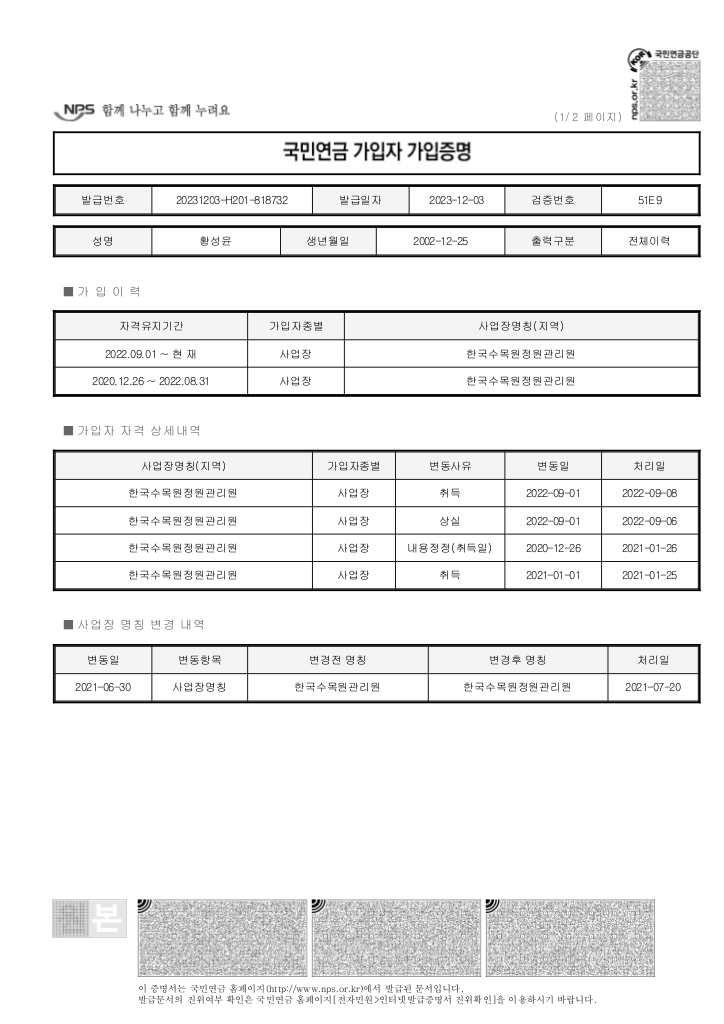 국민연금공단
KOR
nps.or.kr
NPS 함께 나누고 함께 누려요
(1/2 페이지)
국민연금 가입자 가입증명
발급번호 20231203-H201-818732 발급일자 2023-12-03 검증번호 51E9
성명 황성윤 생년월일 2002-12-25 출력구분 전체이력
■ 가 입 이 력
자격유지기간 가입자종별 사업장명칭(지역)
2022.09.01 ~ 현 재 사업장 한국수목원정원관리원
2020.12.26 ~ 2022.08.31 사업장 한국수목원정원관리원
■ 가입자 자격 상세내역
사업장명칭(지역) 가입자종별 변동사유 변동일 처리일
한국수목원정원관리원 사업장 취득 2022-09-01 2022-09-08
한국수목원정원관리원 사업장 상실 2022-09-01 2022-09-06
한국수목원정원관리원 사업장 내용정정(취득일) 2020-12-26 2021-01-26
한국수목원정원관리원 사업장 취득 2021-01-01 2021-01-25
■ 사업장 명칭 변경 내역
변동일 변동항목 변경전 명칭 변경후 명칭 처리일
2021-06-30 사업장명칭 한국수목원관리원 한국수목원정원관리원 2021-07-20
본
이 증명서는 국민연금 홈페이지(http://www.nps.or.kr)에서 발급된 문서입니다.
발급문서의 진위여부 확인은 국민연금 홈페이지[전자민원>인터넷발급증명서 진위확인]을 이용하시기 바랍니다.